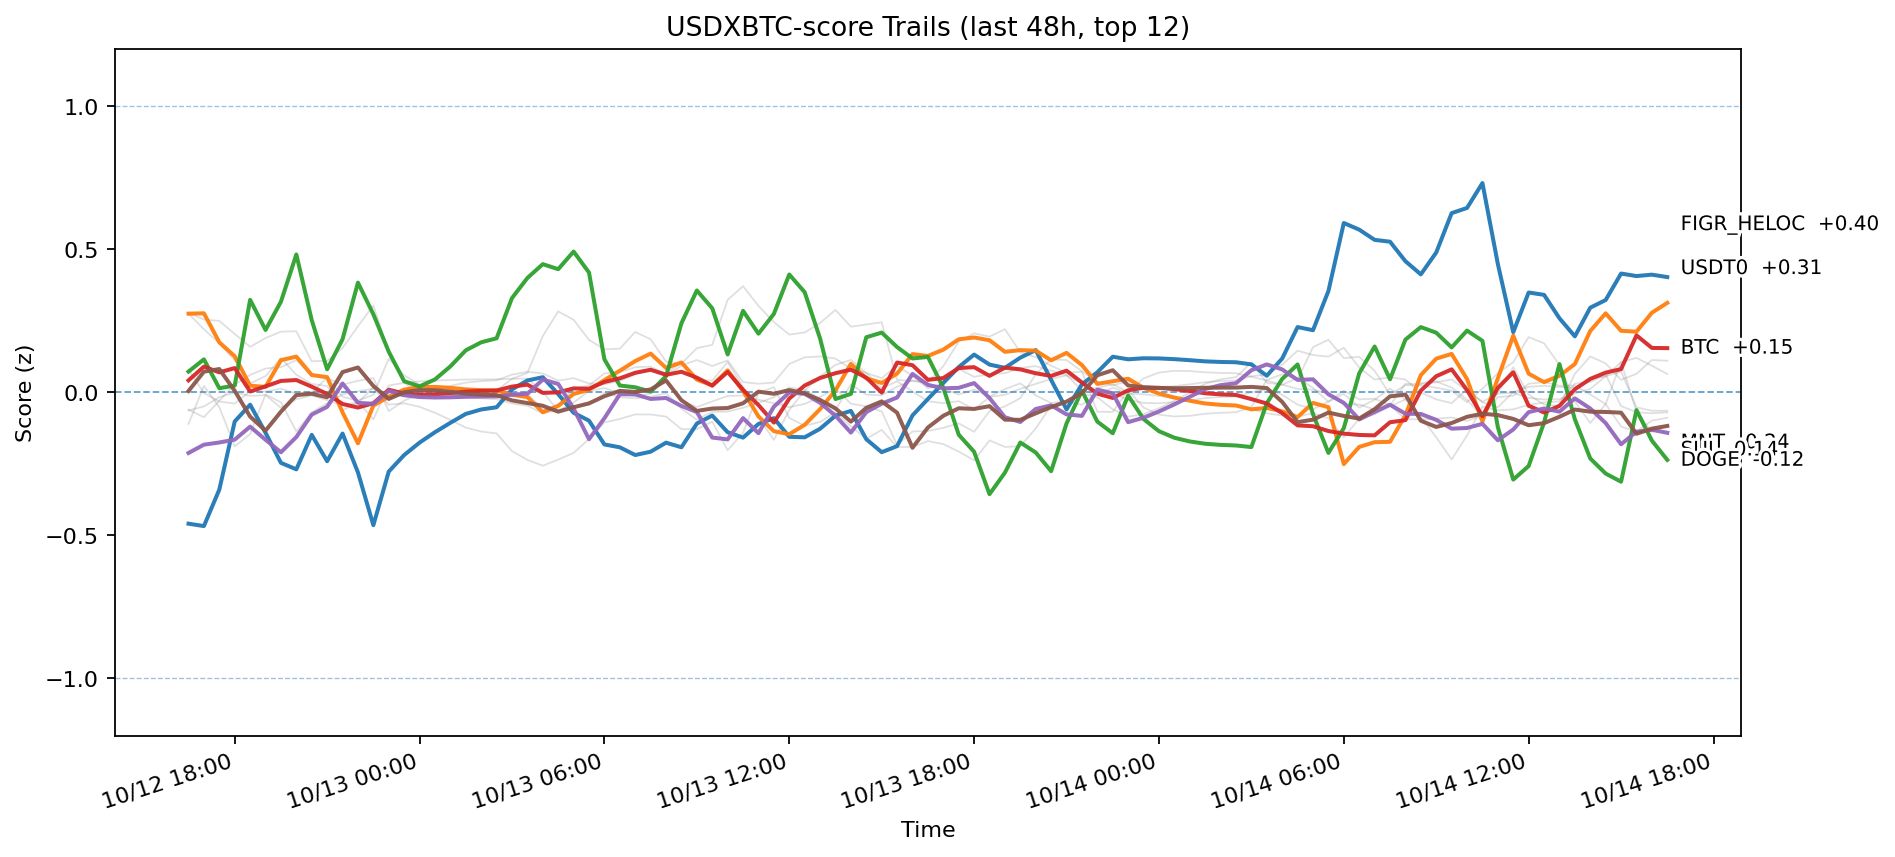 USDXBTC-score Trails (last 48h, top 12)
Score (z)
1.0
0.5
0.0
−0.5
−1.0
FIGR_HELOC +0.40
USDT0 +0.31
BTC +0.15
MNT
DOGE -0.12
10/12 18:00
10/13 00:00
10/13 06:00
10/13 12:00
10/13 18:00
10/14 00:00
10/14 06:00
10/14 12:00
10/14 18:00
Time